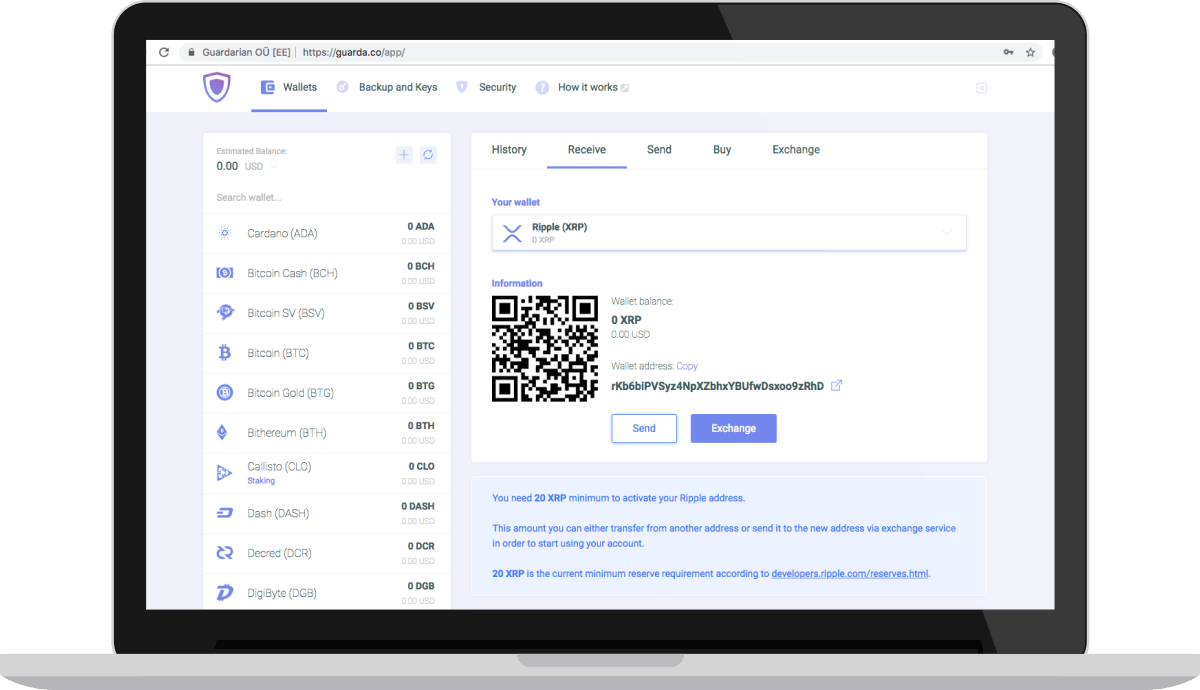 Guardarian OÜ [EE] | https://guarda.co/app/
Wallets
Backup and Keys
Security
? How it works
Estimated Balance:
0.00 USD
Search wallet...
Cardano (ADA)
0 ADA
0.00 USD
Bitcoin Cash (BCH)
0 BCH
0.00 USD
Bitcoin SV (BSV)
0 BSV
0.00 USD
Bitcoin (BTC)
0 BTC
0.00 USD
Bitcoin Gold (BTG)
0 BTG
0.00 USD
Bithereum (BTH)
0 BTH
0.00 USD
Callisto (CLO)
Staking
0 CLO
0.00 USD
Dash (DASH)
0 DASH
0.00 USD
Decred (DCR)
0 DCR
0.00 USD
DigiByte (DGB)
0 DGB
0.00 USD
History
Receive
Send
Buy
Exchange
Your wallet
Ripple (XRP)
0 XRP
Information
Wallet balance:
0 XRP
0.00 USD
Wallet address: Copy
rKb6biPVSyz4NpXZbhxYBUfwDsxoo9zRhD
Send
Exchange
You need 20 XRP minimum to activate your Ripple address.
This amount you can either transfer from another address or send it to the new address via exchange service
in order to start using your account.
20 XRP is the current minimum reserve requirement according to developers.ripple.com/reserves.html.